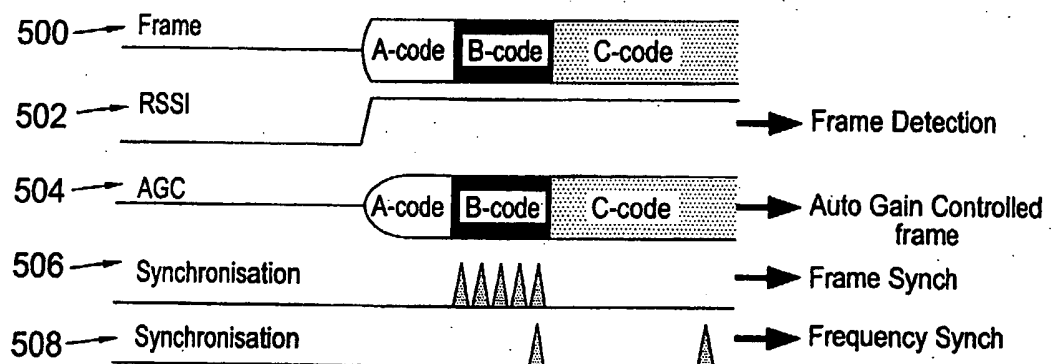 500 Frame
A-code B-code C-code
502 RSSI
Frame Detection
504 AGC
A-code B-code C-code
Auto Gain Controlled
frame
506 Synchronisation
Frame Synch
508 Synchronisation
Frequency Synch